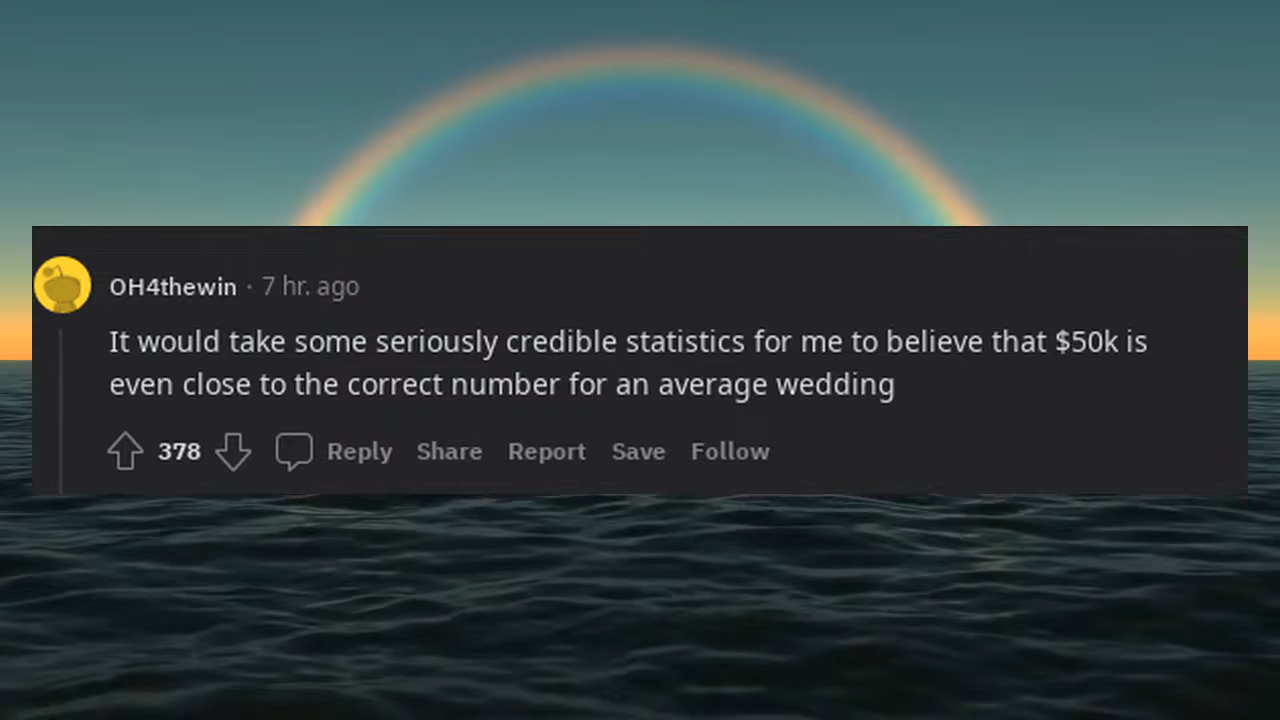 OH4thewin · 7 hr. ago
It would take some seriously credible statistics for me to believe that $50k is
even close to the correct number for an average wedding
378 Reply Share Report Save Follow